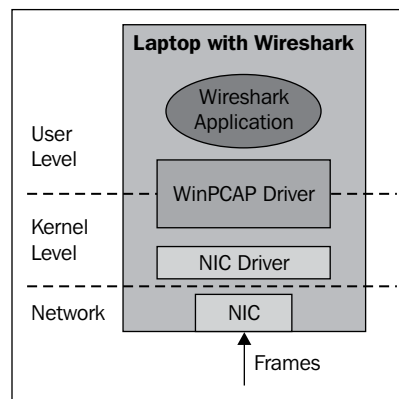 Laptop with Wireshark
Wireshark
Application
User
Level
WinPCAP Driver
Kernel
Level
NIC Driver
Network
NIC
Frames